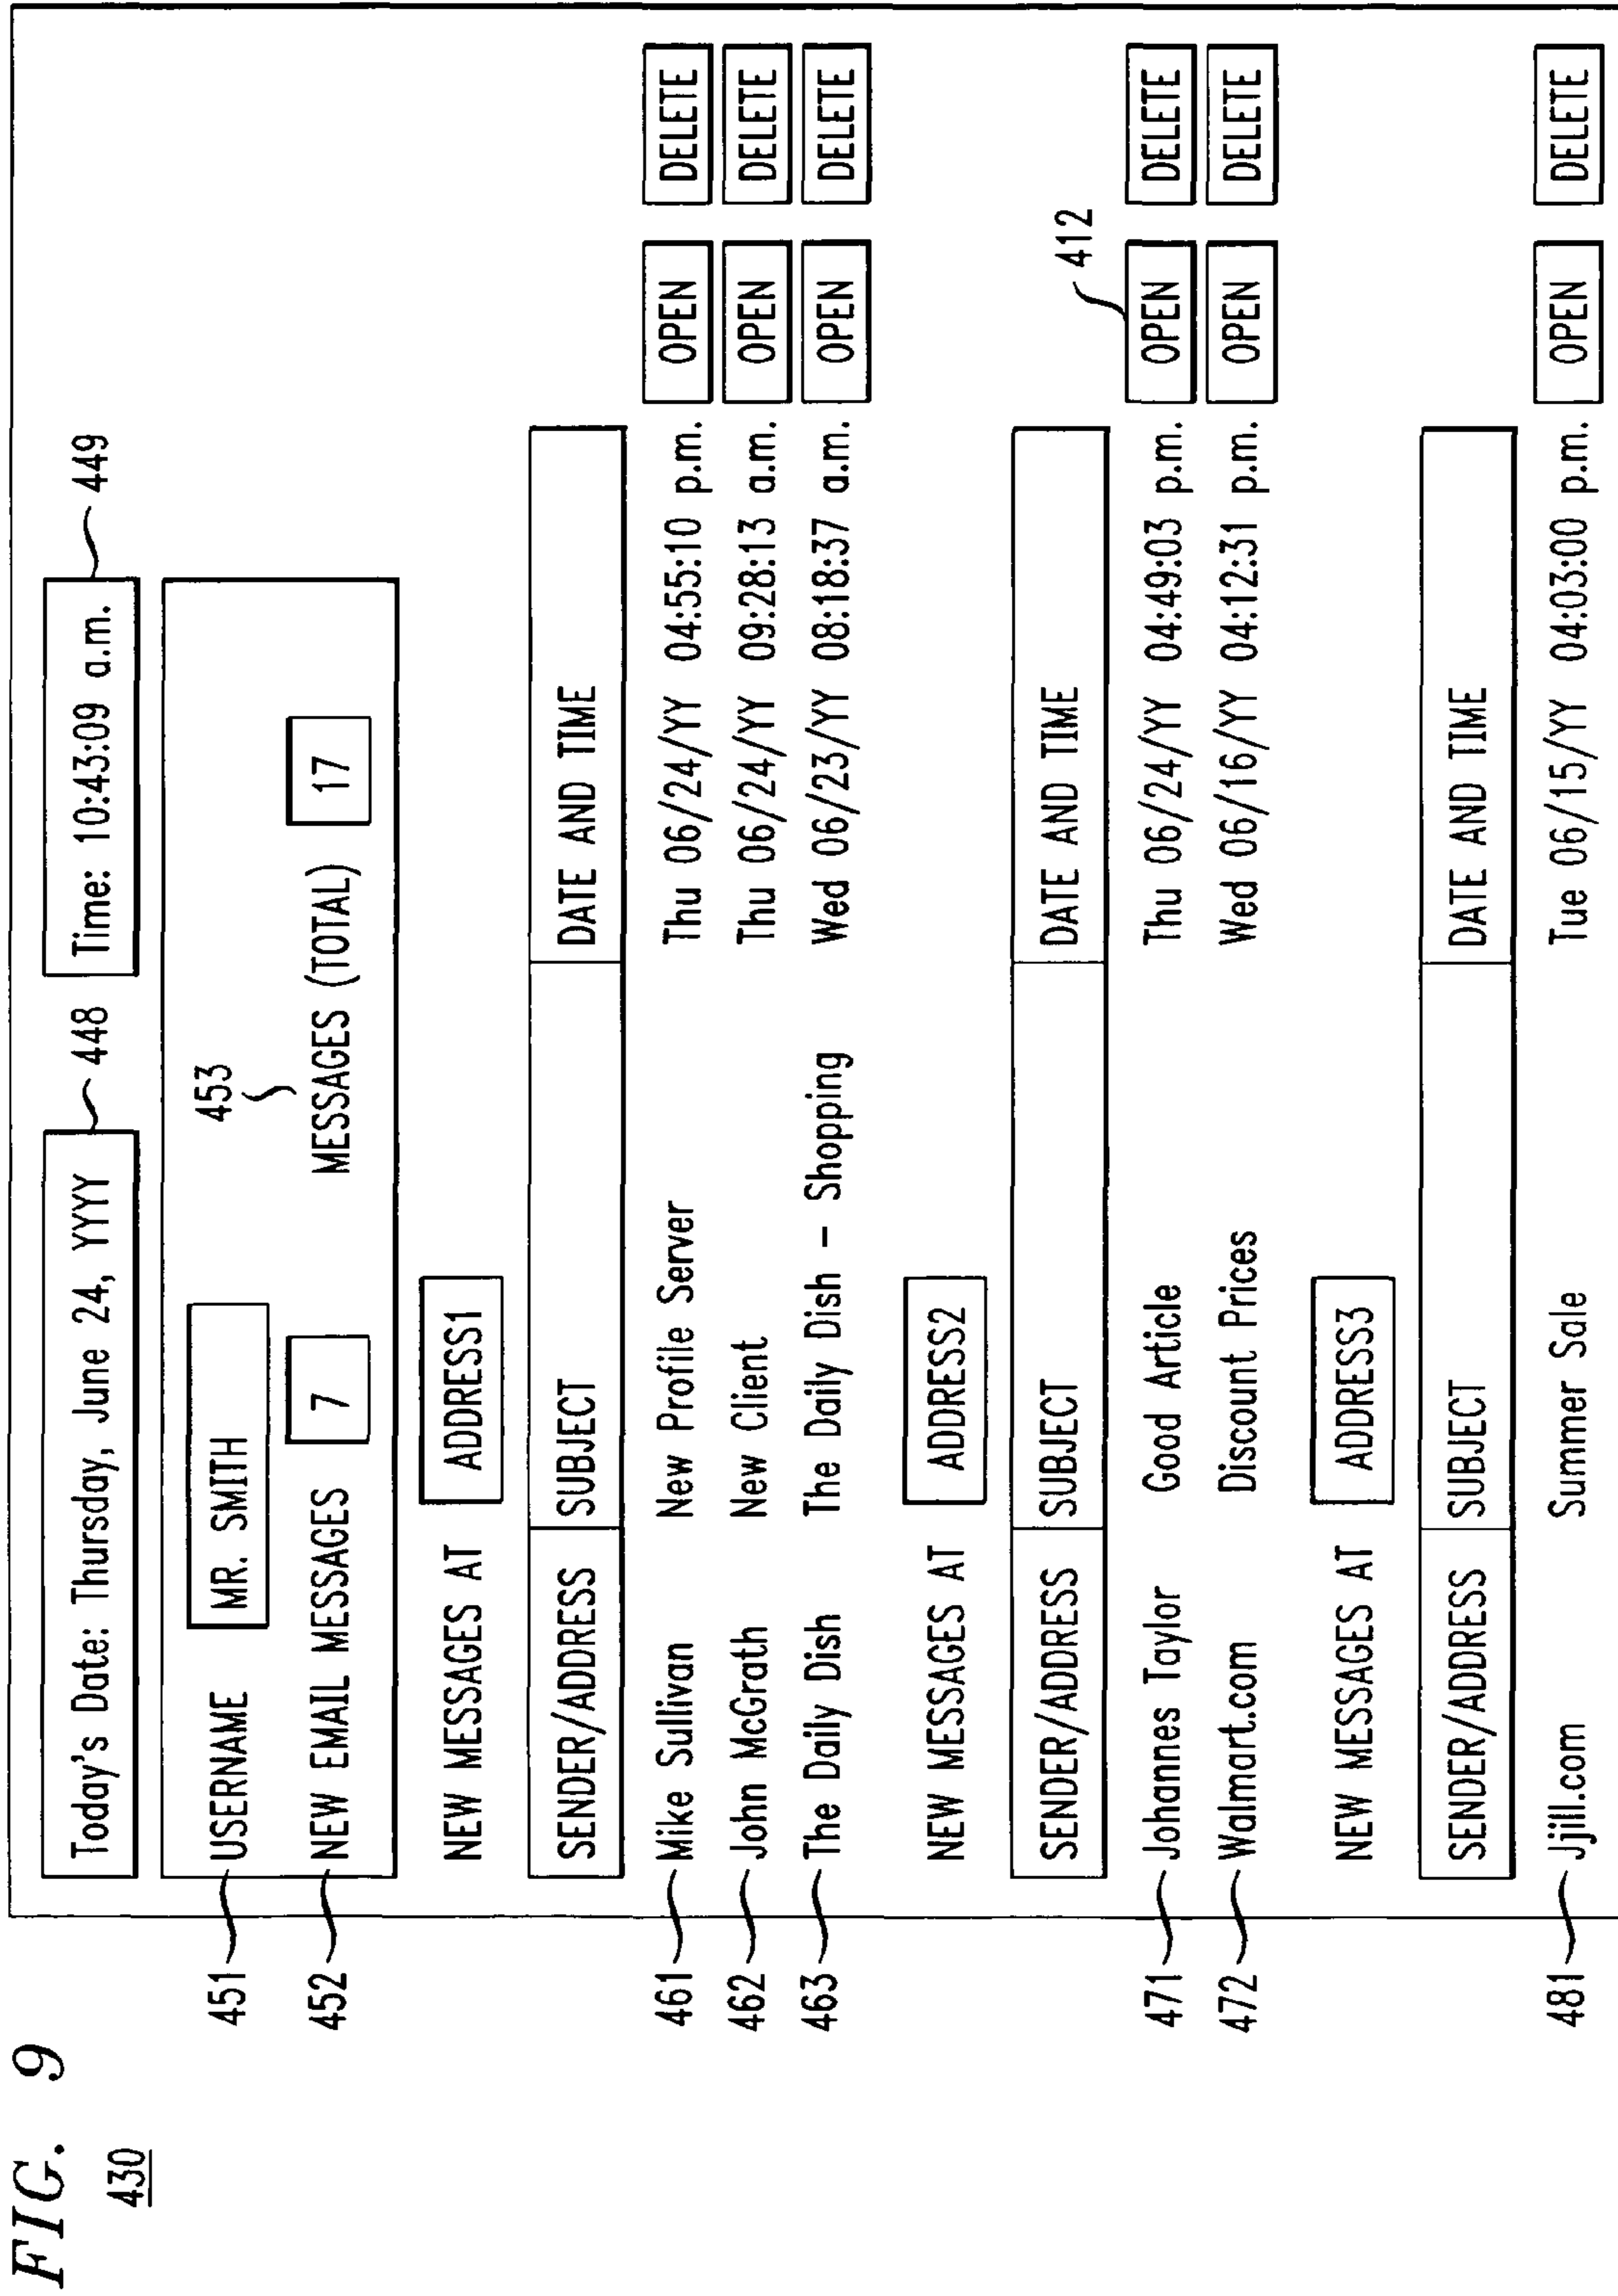 FIG. 9
430
Today's Date: Thursday, June 24, YYYY 448 Time: 10:43:09 a.m. 449
453
451 USERNAME MR. SMITH
452 NEW EMAIL MESSAGES 7 MESSAGES (TOTAL) 17
NEW MESSAGES AT ADDRESS1
SENDER/ADDRESS SUBJECT DATE AND TIME
461 Mike Sullivan New Profile Server Thu 06/24/YY 04:55:10 p.m. OPEN DELETE
462 John McGrath New Client Thu 06/24/YY 09:28:13 a.m. OPEN DELETE
463 The Daily Dish The Daily Dish - Shopping Wed 06/23/YY 08:18:37 a.m. OPEN DELETE
NEW MESSAGES AT ADDRESS2
SENDER/ADDRESS SUBJECT DATE AND TIME
412
471 Johannes Taylor Good Article Thu 06/24/YY 04:49:03 p.m. OPEN DELETE
472 Walmart.com Discount Prices Wed 06/16/YY 04:12:31 p.m. OPEN DELETE
NEW MESSAGES AT ADDRESS3
SENDER/ADDRESS SUBJECT DATE AND TIME
481 Jjill.com Summer Sale Tue 06/15/YY 04:03:00 p.m. OPEN DELETE